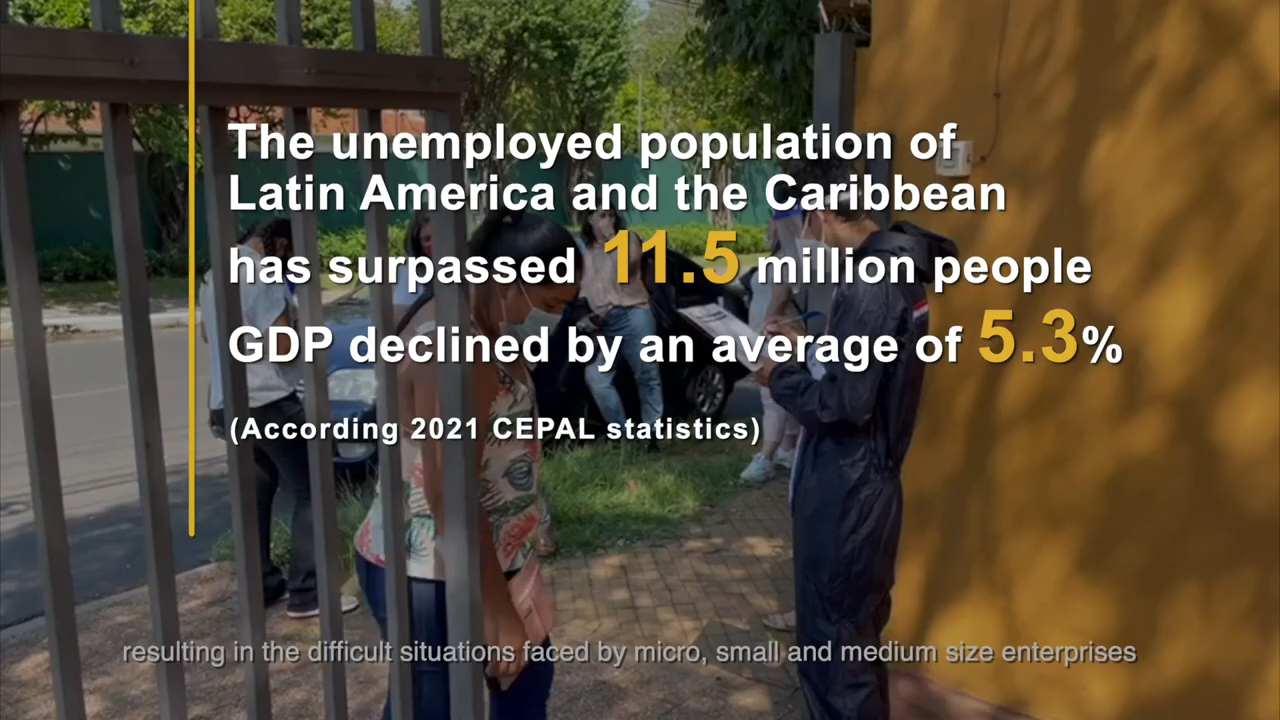 The unemployed population of
Latin America and the Caribbean
has surpassed 11.5 million people
GDP declined by an average of 5.3%
(According 2021 CEPAL statistics)
resulting in the difficult situations faced by micro, small and medium size enterprises